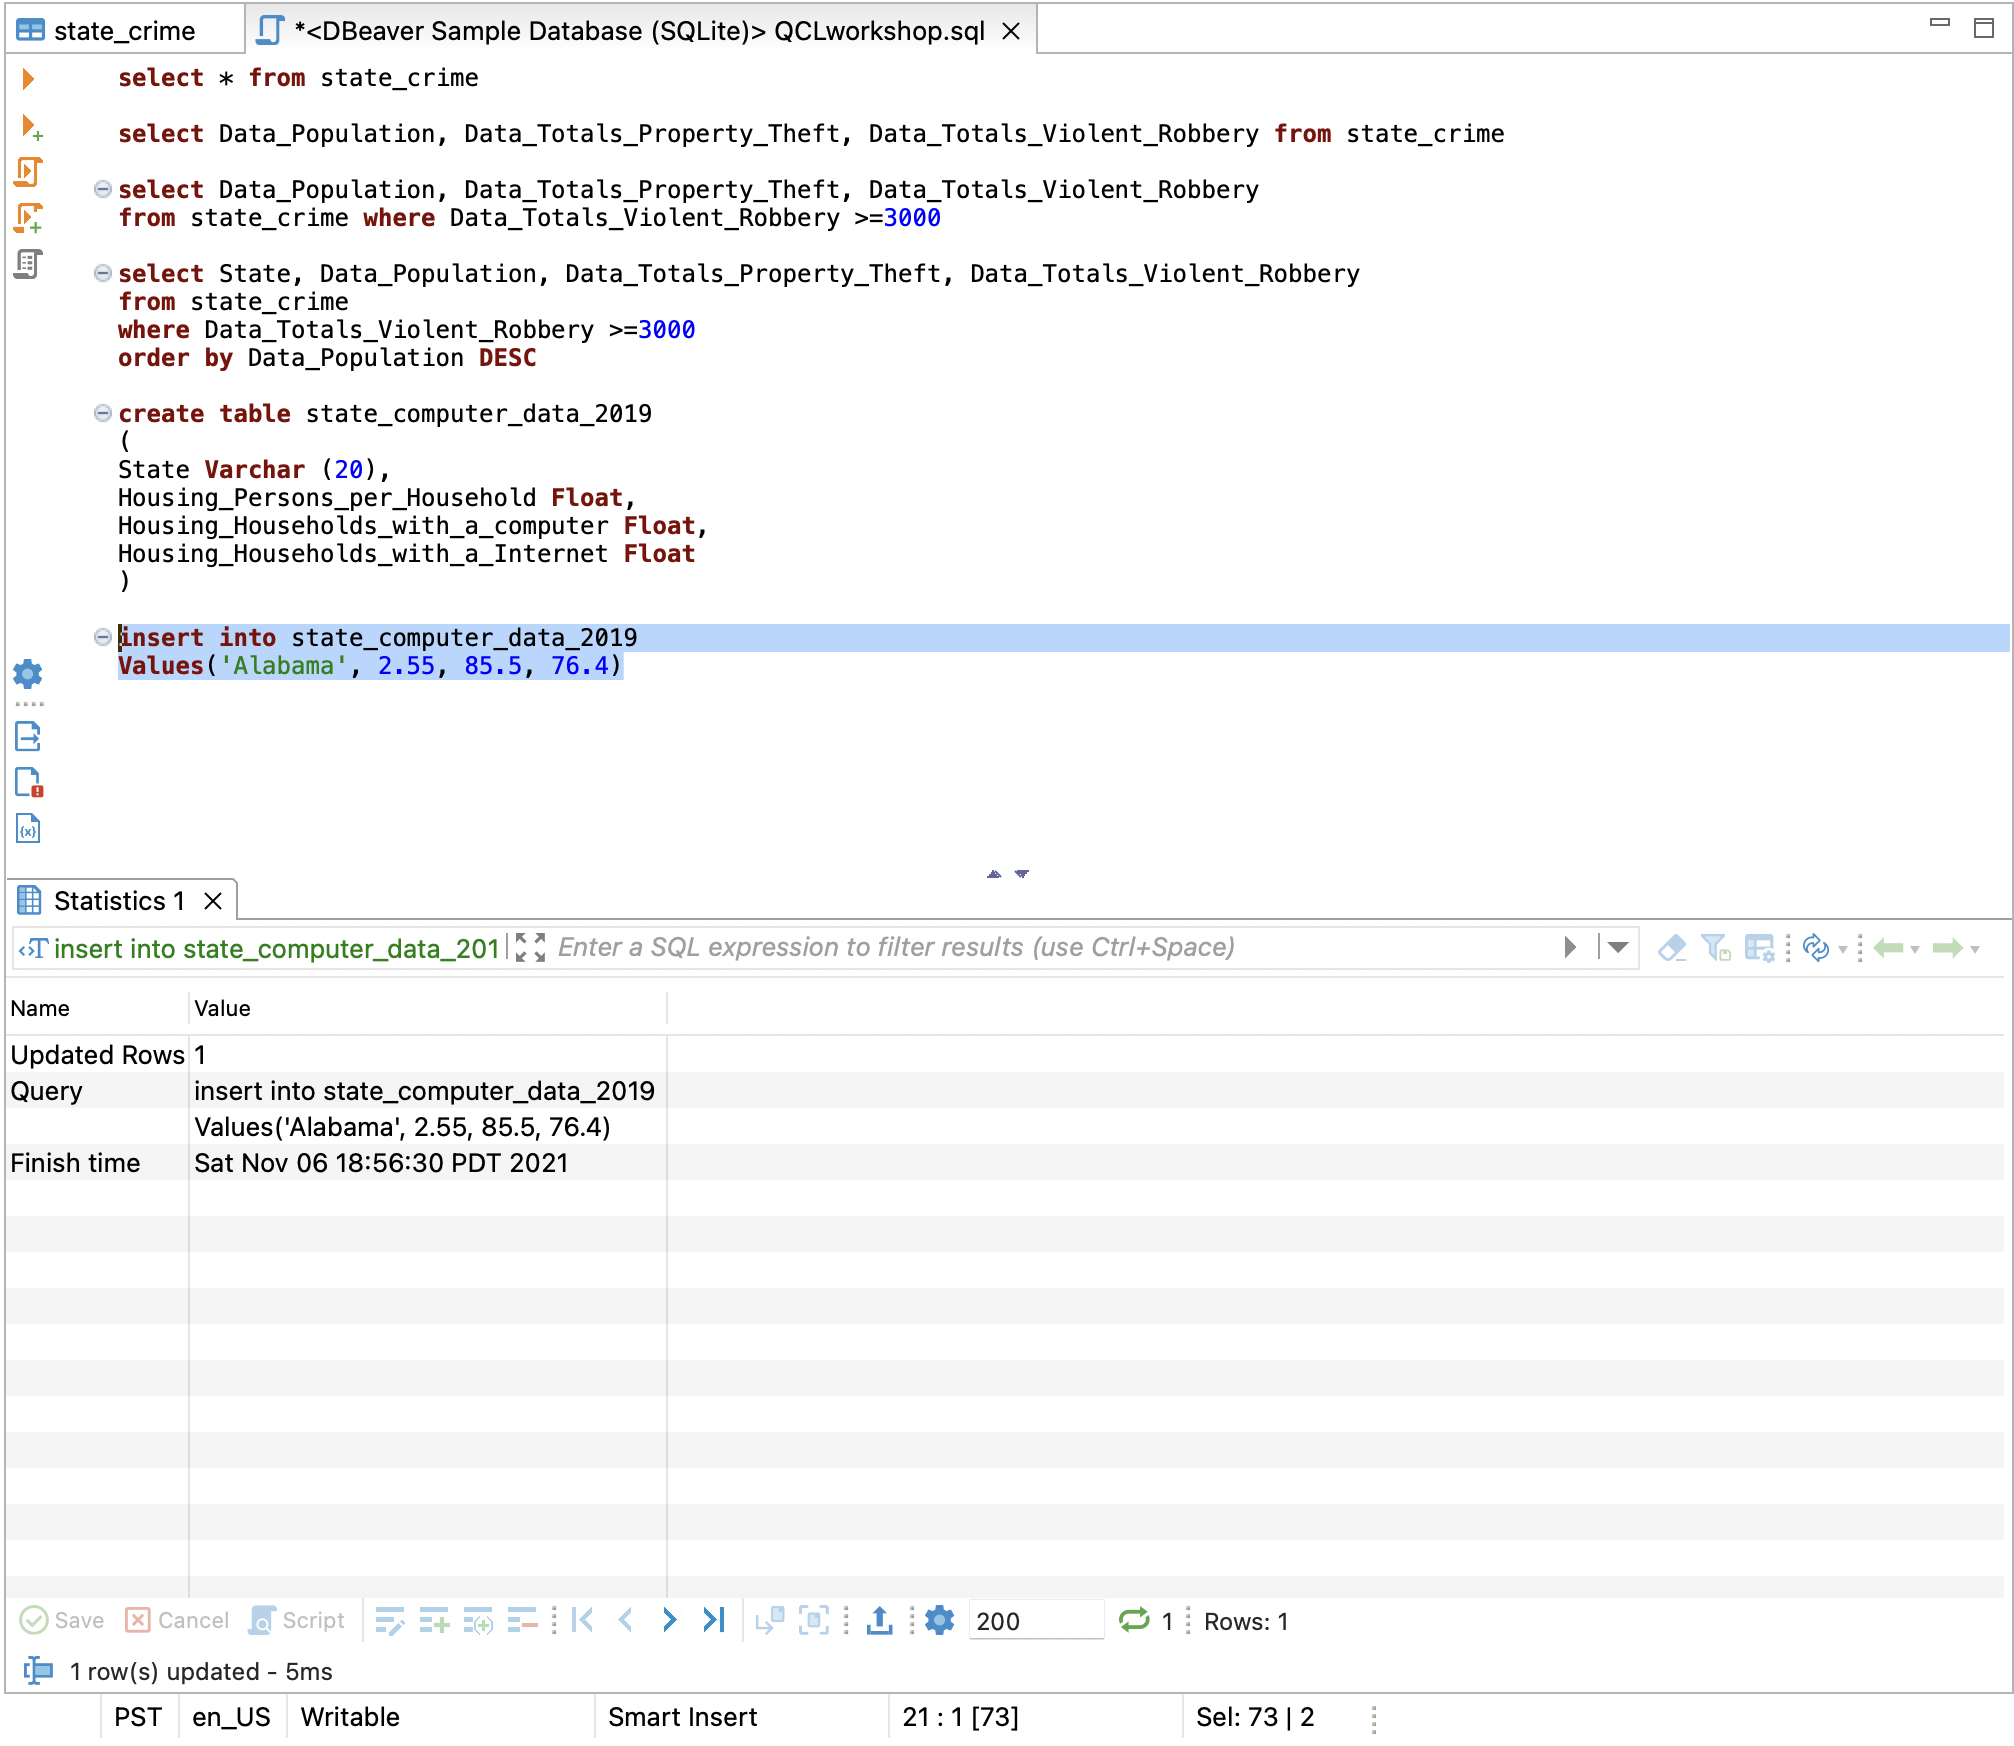 state_crime
*<DBeaver Sample Database (SQLite)> QCLworkshop.sql
select * from state_crime
select Data_Population, Data_Totals_Property_Theft, Data_Totals_Violent_Robbery from state_crime
select Data_Population, Data_Totals_Property_Theft, Data_Totals_Violent_Robbery
from state_crime where Data_Totals_Violent_Robbery >=3000
select State, Data_Population, Data_Totals_Property_Theft, Data_Totals_Violent_Robbery
from state_crime
where Data_Totals_Violent_Robbery >=3000
order by Data_Population DESC
create table state_computer_data_2019
(
State Varchar (20),
Housing_Persons_per_Household Float,
Housing_Households_with_a_computer Float,
Housing_Households_with_a_Internet Float
)
insert into state_computer_data_2019
Values('Alabama', 2.55, 85.5, 76.4)
Statistics 1
insert into state_computer_data_201
Enter a SQL expression to filter results (use Ctrl+Space)
Name Value
Updated Rows 1
Query insert into state_computer_data_2019
Values('Alabama', 2.55, 85.5, 76.4)
Finish time Sat Nov 06 18:56:30 PDT 2021
Save Cancel Script 200 1 Rows: 1
1 row(s) updated - 5ms
PST en_US Writable Smart Insert 21 : 1 [73] Sel: 73 | 2